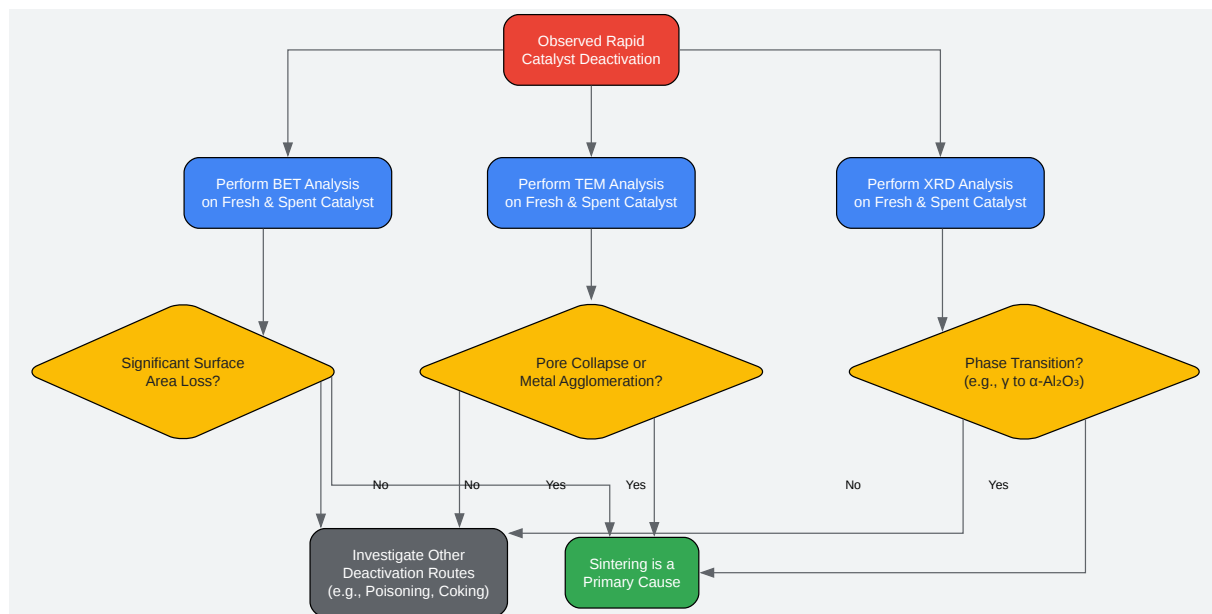 Observed Rapid
Catalyst Deactivation
Perform BET Analysis
on Fresh & Spent Catalyst
Perform TEM Analysis
on Fresh & Spent Catalyst
Perform XRD Analysis
on Fresh & Spent Catalyst
Significant Surface
Area Loss?
Pore Collapse or
Metal Agglomeration?
Phase Transition?
(e.g., γ to α-Al₂O₃)
No
No
Yes
Yes
No
Yes
Investigate Other
Deactivation Routes
(e.g., Poisoning, Coking)
Sintering is a
Primary Cause